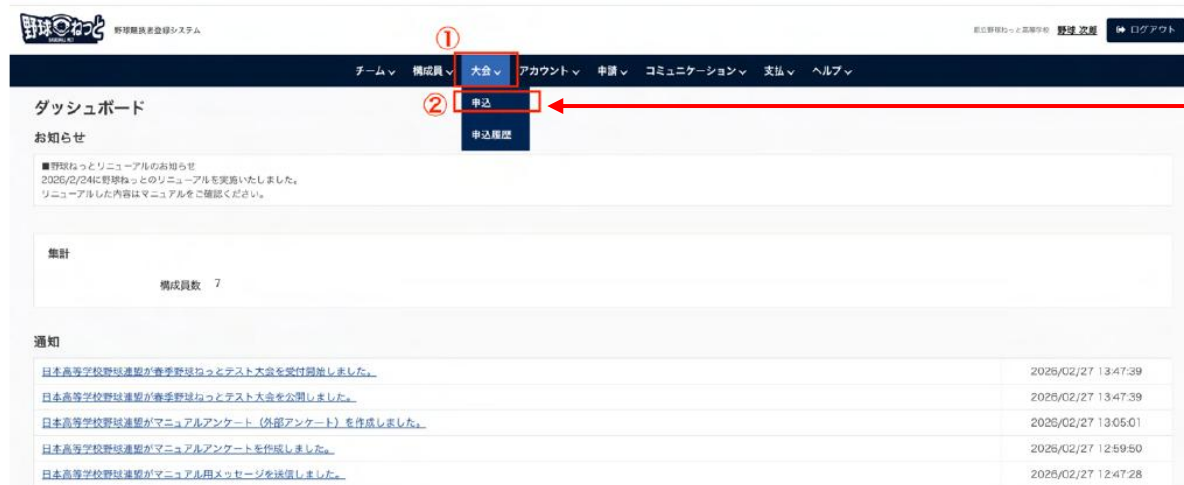 野球ねっと 野球競技者登録システム
野球 次郎 ログアウト
①
チーム 構成員 大会 アカウント 申請 コミュニケーション 支払 ヘルプ
② 申込
申込履歴
ダッシュボード
お知らせ
■野球ねっとリニューアルのお知らせ
2026/2/24に野球ねっとのリニューアルを実施いたしました。
リニューアルした内容はマニュアルをご確認ください。
集計
構成員数 7
通知
日本高等学校野球連盟が春季野球ねっとテスト大会を受付開始しました。 2026/02/27 13:47:39
日本高等学校野球連盟が春季野球ねっとテスト大会を公開しました。 2026/02/27 13:47:39
日本高等学校野球連盟がマニュアルアンケート（外部アンケート）を作成しました。 2026/02/27 13:05:01
日本高等学校野球連盟がマニュアルアンケートを作成しました。 2026/02/27 12:59:50
日本高等学校野球連盟がマニュアル用メッセージを送信しました。 2026/02/27 12:47:28